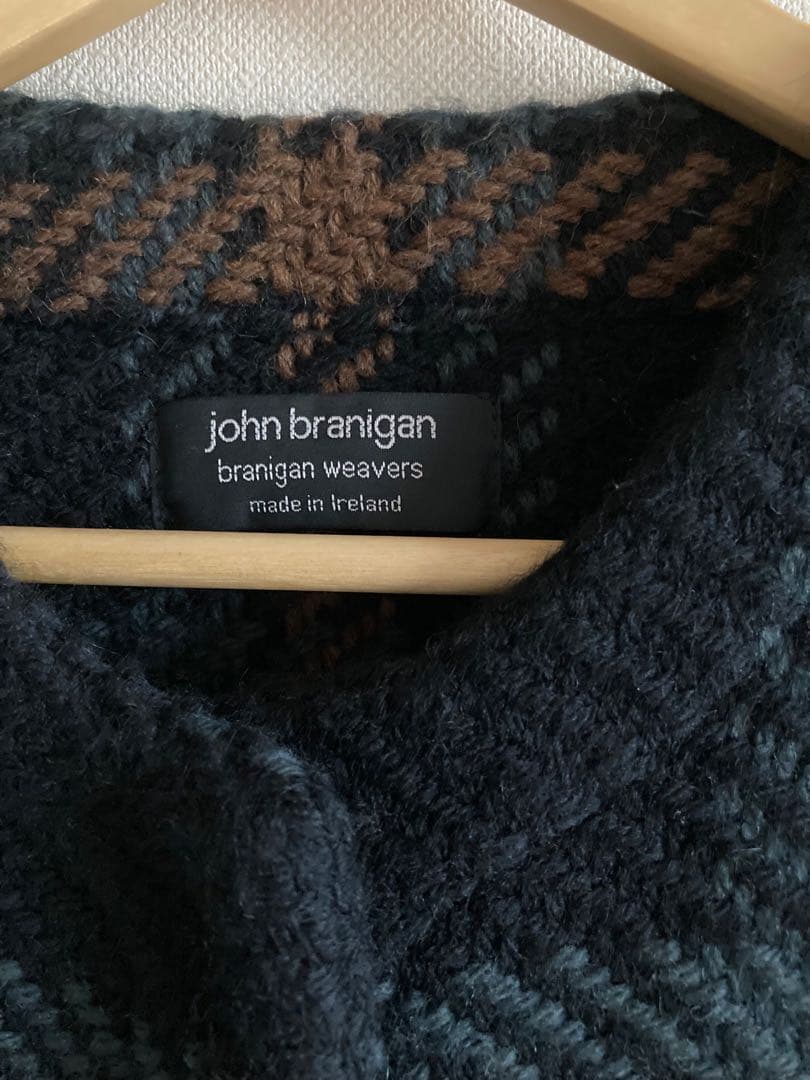 john branigan
branigan weavers
made in Ireland